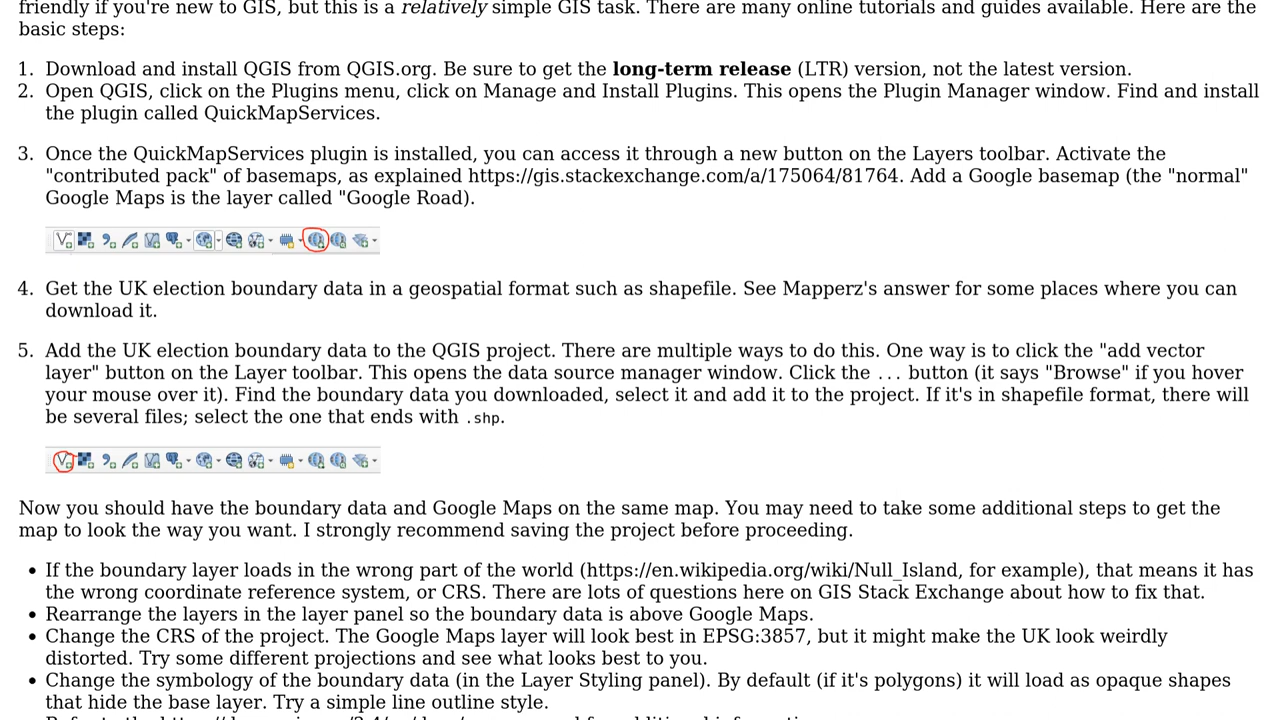 friendly if you're new to GIS, but this is a relatively simple GIS task. There are many online tutorials and guides available. Here are the
basic steps:
1. Download and install QGIS from QGIS.org. Be sure to get the long-term release (LTR) version, not the latest version.
2. Open QGIS, click on the Plugins menu, click on Manage and Install Plugins. This opens the Plugin Manager window. Find and install
the plugin called QuickMapServices.
3. Once the QuickMapServices plugin is installed, you can access it through a new button on the Layers toolbar. Activate the
"contributed pack" of basemaps, as explained https://gis.stackexchange.com/a/175064/81764. Add a Google basemap (the "normal"
Google Maps is the layer called "Google Road).
4. Get the UK election boundary data in a geospatial format such as shapefile. See Mapperz's answer for some places where you can
download it.
5. Add the UK election boundary data to the QGIS project. There are multiple ways to do this. One way is to click the "add vector
layer" button on the Layer toolbar. This opens the data source manager window. Click the ... button (it says "Browse" if you hover
your mouse over it). Find the boundary data you downloaded, select it and add it to the project. If it's in shapefile format, there will
be several files; select the one that ends with .shp.
Now you should have the boundary data and Google Maps on the same map. You may need to take some additional steps to get the
map to look the way you want. I strongly recommend saving the project before proceeding.
• If the boundary layer loads in the wrong part of the world (https://en.wikipedia.org/wiki/Null_Island, for example), that means it has
the wrong coordinate reference system, or CRS. There are lots of questions here on GIS Stack Exchange about how to fix that.
• Rearrange the layers in the layer panel so the boundary data is above Google Maps.
• Change the CRS of the project. The Google Maps layer will look best in EPSG:3857, but it might make the UK look weirdly
distorted. Try some different projections and see what looks best to you.
• Change the symbology of the boundary data (in the Layer Styling panel). By default (if it's polygons) it will load as opaque shapes
that hide the base layer. Try a simple line outline style.